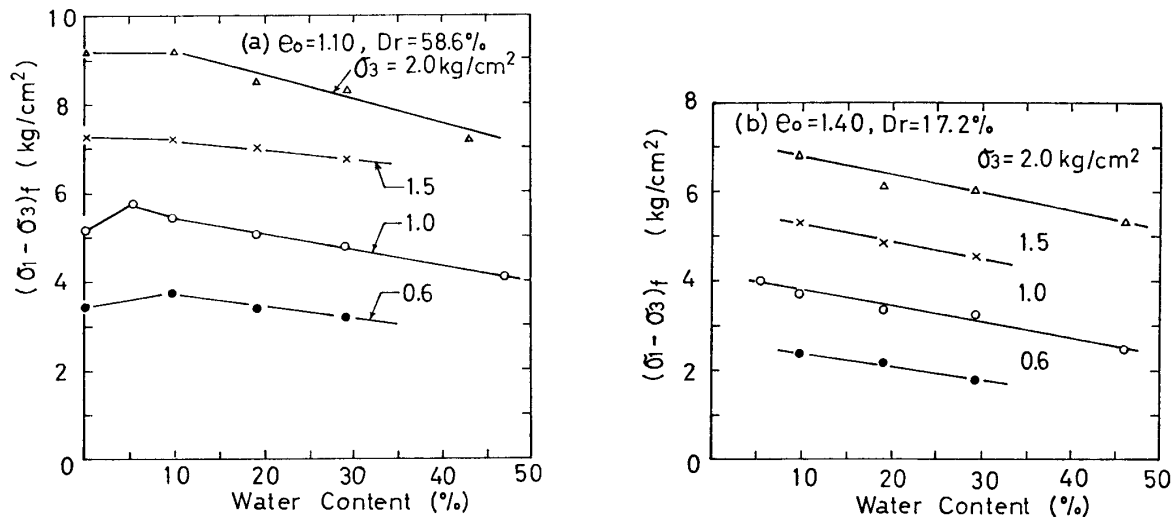 (a) e₀=1.10, Dr=58.6%
σ3=2.0kg/cm²
1.5
1.0
0.6
10
8
6
4
2
0
(σ1-σ3)f (kg/cm²)
0 10 20 30 40 50
Water Content (%)
(b) e₀=1.40, Dr=17.2%
σ3=2.0 kg/cm²
1.5
1.0
0.6
8
6
4
2
0
(σ1-σ3)f (kg/cm²)
0 10 20 30 40 50
Water Content (%)